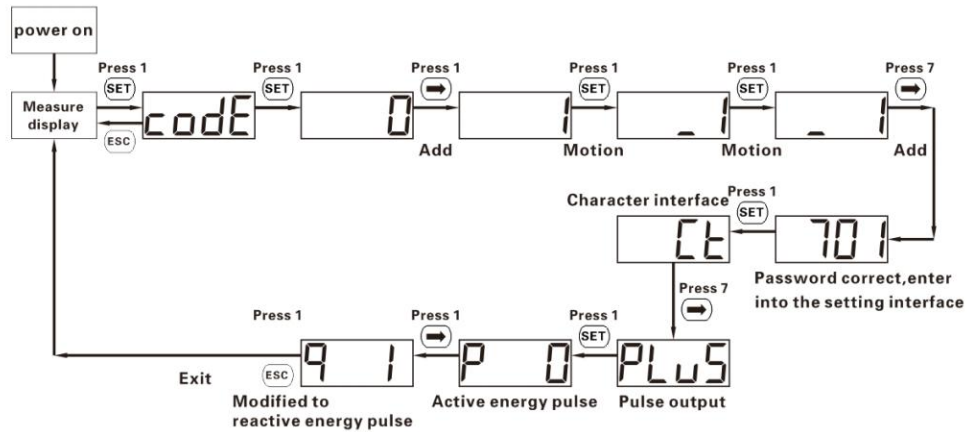 power on
Press 1
Press 1
Press 1
Press 1
Press 1
Press 7
SET
SET
SET
SET
Measure
display
codE
0
1
_1
_ 1
ESC
Add
Motion
Motion
Add
Character interface
Press 1
SET
Ct
701
Password correct,enter
into the setting interface
Press 7
Press 1
Press 1
Press 1
SET
q 1
P 0
PLuS
Exit
ESC
Modified to
reactive energy pulse
Active energy pulse
Pulse output